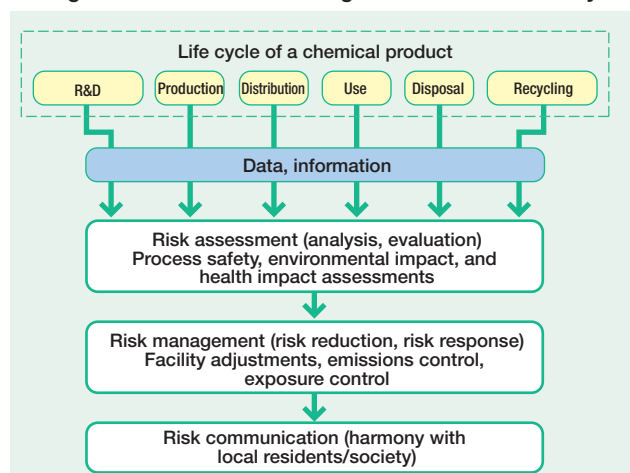 Life cycle of a chemical product
R&D Production Distribution Use Disposal Recycling
Data, information
Risk assessment (analysis, evaluation)
Process safety, environmental impact, and
health impact assessments
Risk management (risk reduction, risk response)
Facility adjustments, emissions control,
exposure control
Risk communication (harmony with
local residents/society)